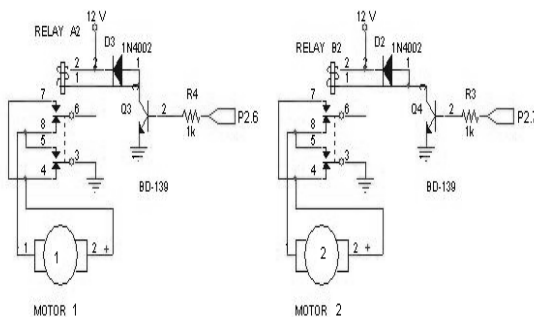 12 V
RELAY A2
D3
1N4002
2
2
1
1
7
6
8
5
3
4
Q3
2
R4
1k
P2.6
BD-139
1
1
2 +
MOTOR 1
12 V
RELAY B2
D2
1N4002
2
2
1
1
7
6
8
5
3
4
Q4
2
R3
1k
P2.7
BD-139
1
2
2 +
MOTOR 2